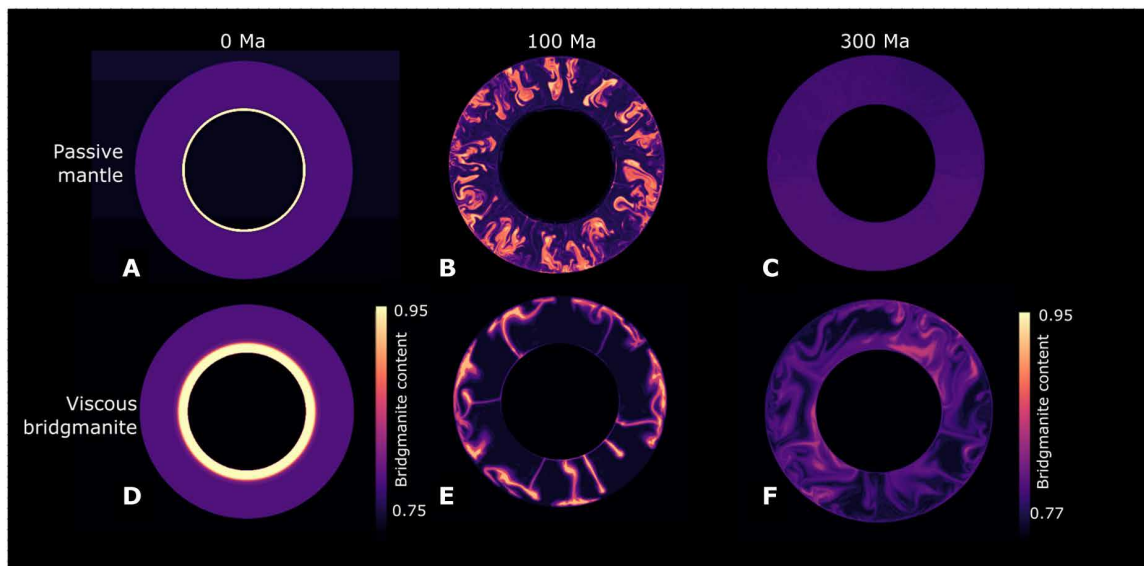 0 Ma
100 Ma
300 Ma
Passive
mantle
A
B
C
Viscous
bridgmanite
0.95
Bridgmanite content
0.75
0.95
Bridgmanite content
0.77
D
E
F